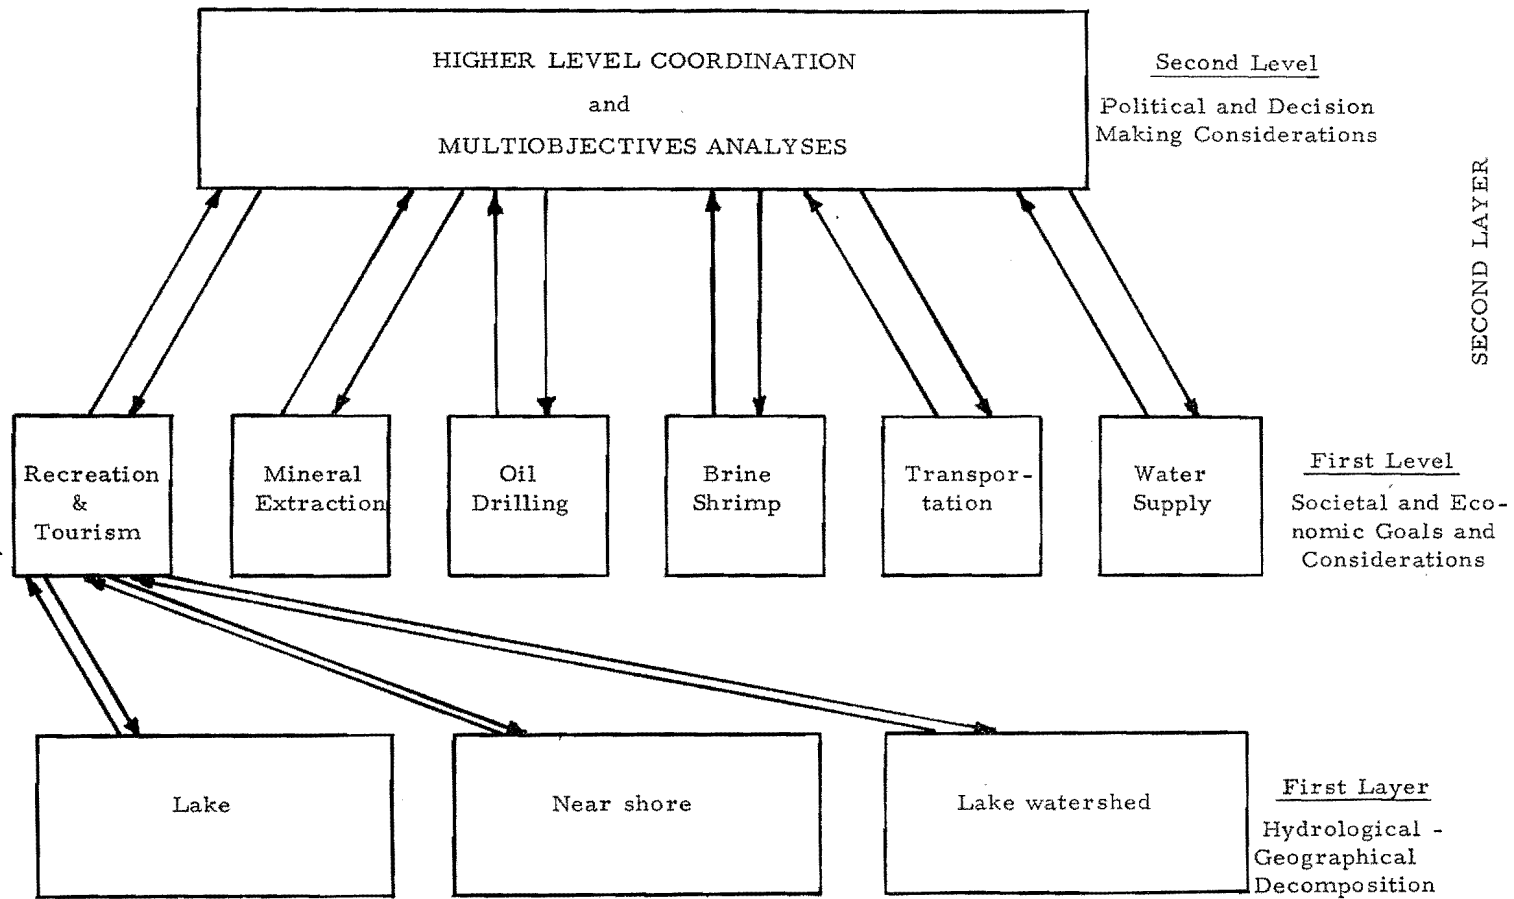 HIGHER LEVEL COORDINATION
and
MULTIOBJECTIVES ANALYSES
Second Level
Political and Decision
Making Considerations
SECOND LAYER
Recreation
&
Tourism
Mineral
Extraction
Oil
Drilling
Brine
Shrimp
Transpor-
tation
Water
Supply
First Level
Societal and Eco-
nomic Goals and
Considerations
Lake
Near shore
Lake watershed
First Layer
Hydrological -
Geographical
Decomposition